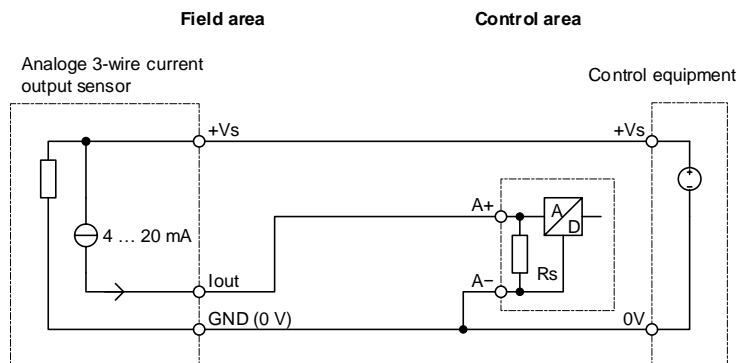 Field area
Control area
Analoge 3-wire current
output sensor
Control equipment
+Vs
+Vs
A+
A
D
4 … 20 mA
Rs
Iout
A−
GND (0 V)
0V